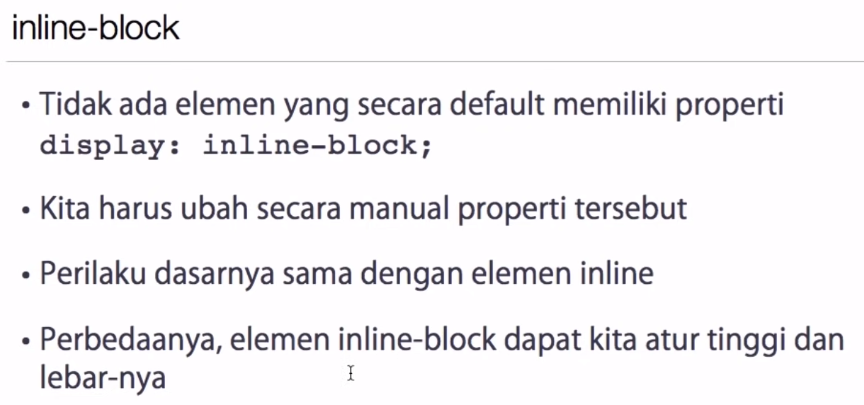 inline-block
• Tidak ada elemen yang secara default memiliki properti
display: inline-block;
• Kita harus ubah secara manual properti tersebut
• Perilaku dasarnya sama dengan elemen inline
• Perbedaanya, elemen inline-block dapat kita atur tinggi dan
lebar-nya